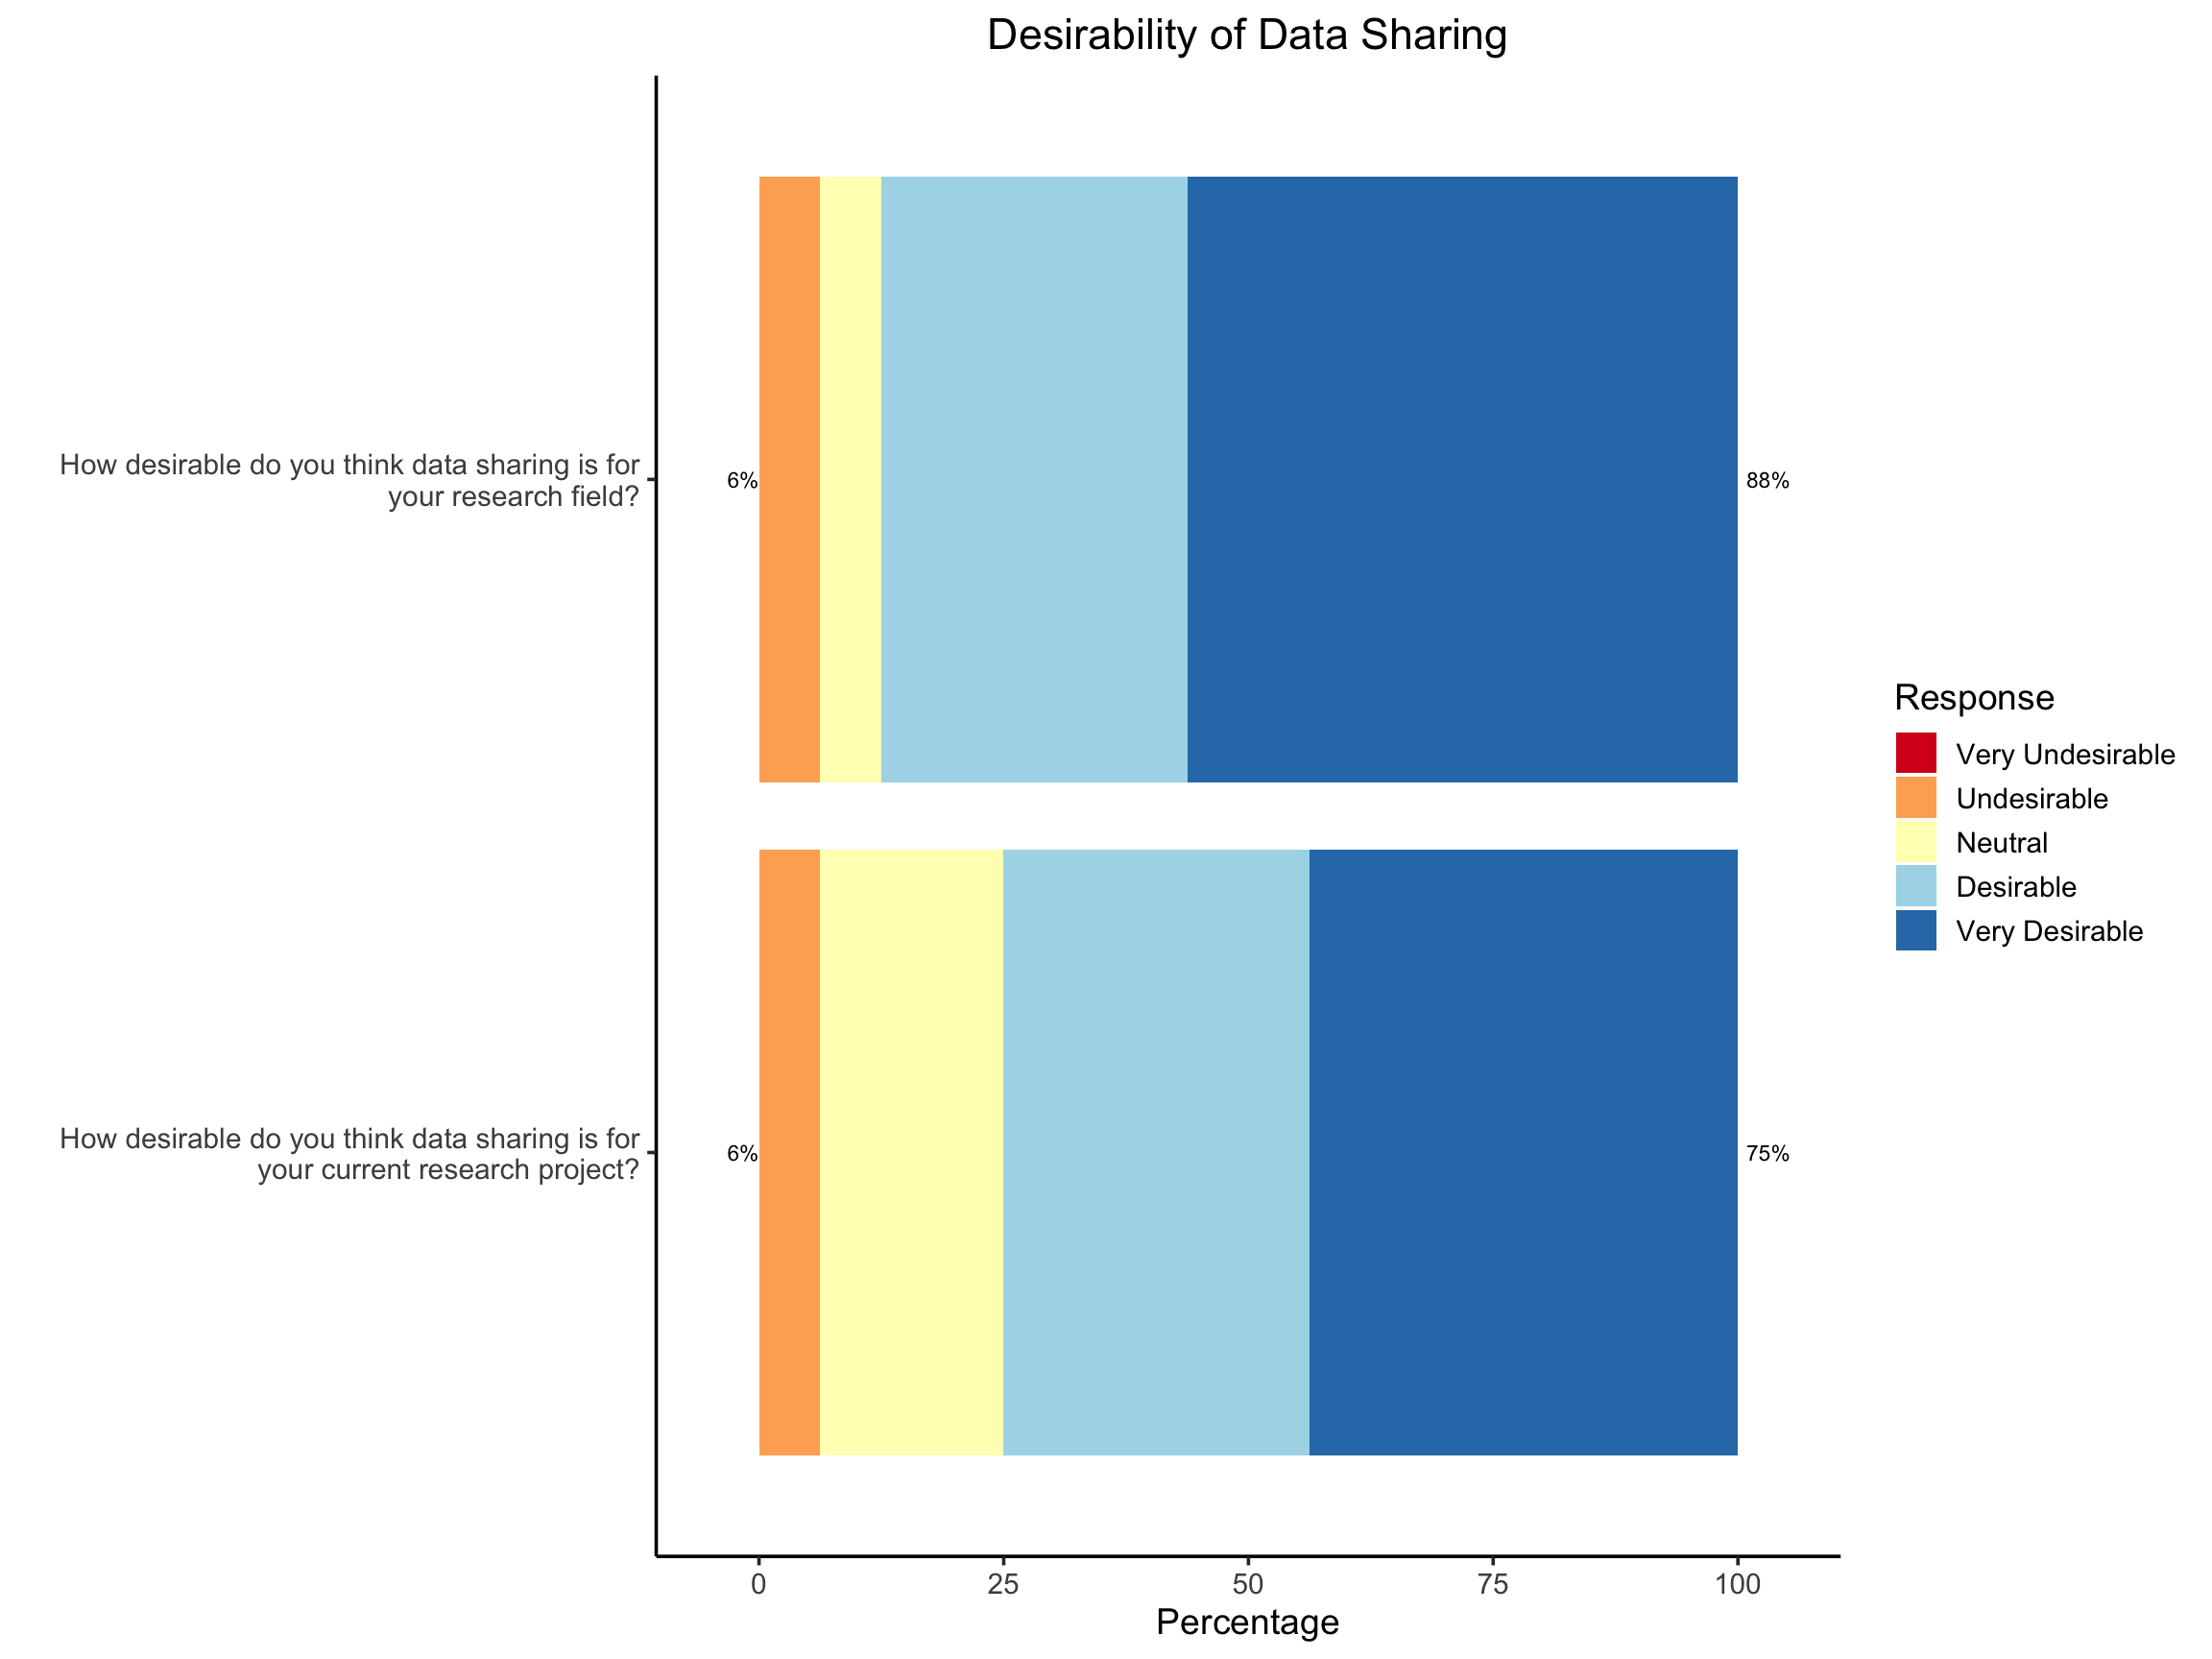 Desirability of Data Sharing
How desirable do you think data sharing is for
your research field?
6%
88%
How desirable do you think data sharing is for
your current research project?
6%
75%
0 25 50 75 100
Percentage
Response
Very Undesirable
Undesirable
Neutral
Desirable
Very Desirable